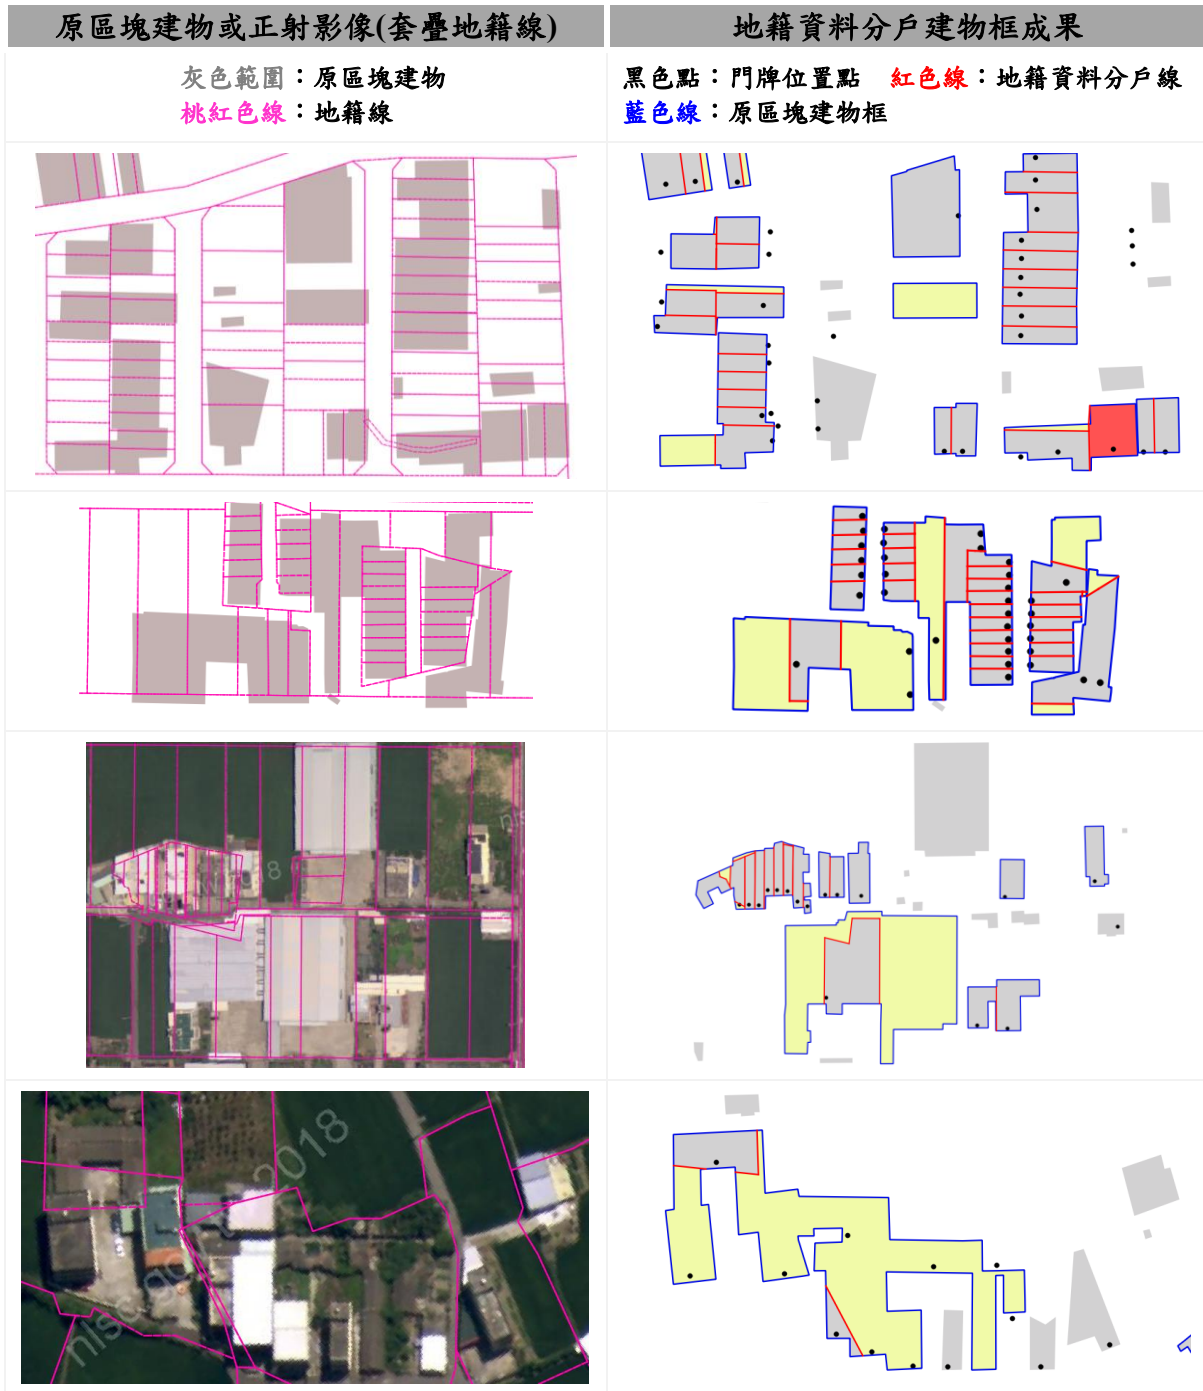 原區塊建物或正射影像(套疊地籍線)
地籍資料分戶建物框成果
灰色範圍：原區塊建物
桃紅色線：地籍線
黑色點：門牌位置點 紅色線：地籍資料分戶線
藍色線：原區塊建物框
2018